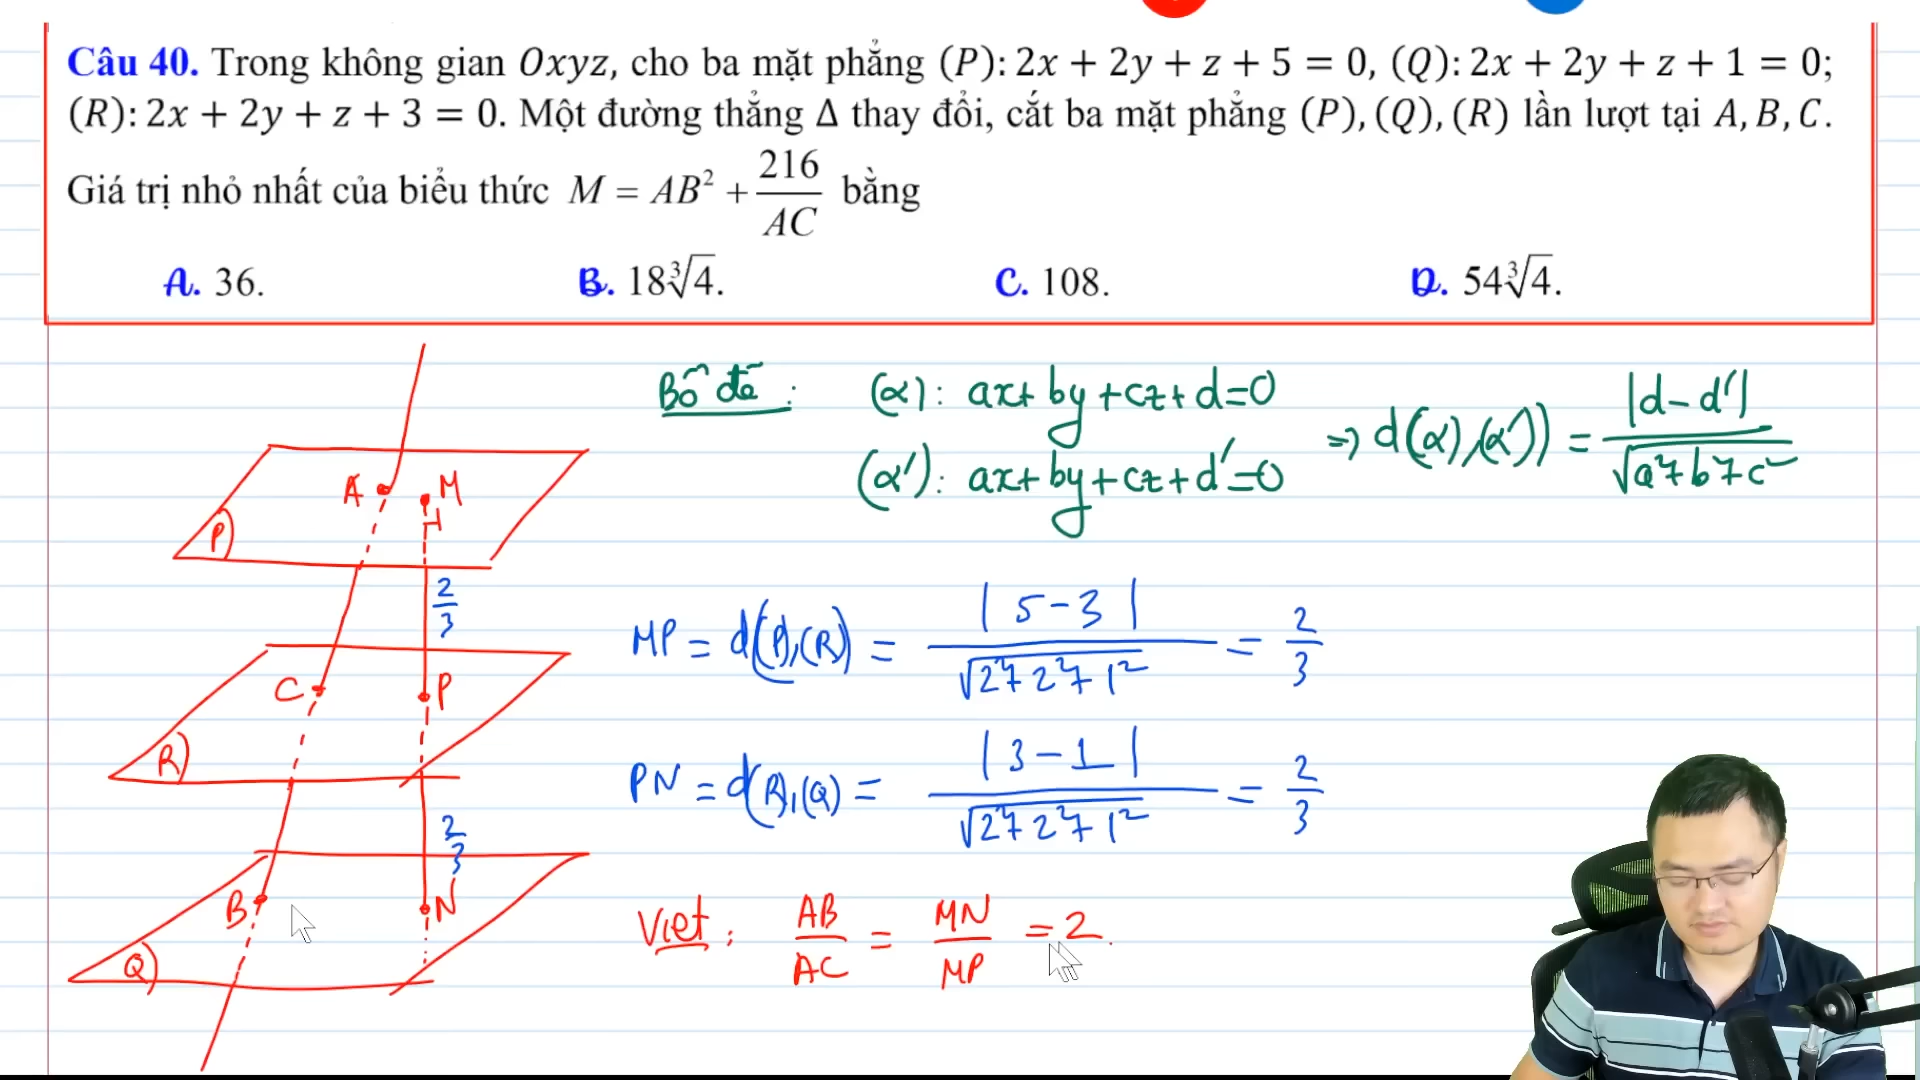 Câu 40. Trong không gian Oxyz, cho ba mặt phẳng (P): 2x + 2y + z + 5 = 0, (Q): 2x + 2y + z + 1 = 0;
(R): 2x + 2y + z + 3 = 0. Một đường thẳng Δ thay đổi, cắt ba mặt phẳng (P), (Q), (R) lần lượt tại A, B, C.
Giá trị nhỏ nhất của biểu thức M = AB² + 216/AC bằng
A. 36. B. 18∛4. C. 108. D. 54∛4.
Bổ đề : (α): ax+by+cz+d=0
(α'): ax+by+cz+d'=0
=> d((α),(α')) = |d-d'|/√(a²+b²+c²)
A M
P)
2/3
MP = d((P),(R)) = |5-3|/√(2²+2²+1²) = 2/3
C P
R)
PN = d((R),(Q)) = |3-1|/√(2²+2²+1²) = 2/3
2/3
B N
Q)
Viet: AB/AC = MN/MP = 2.